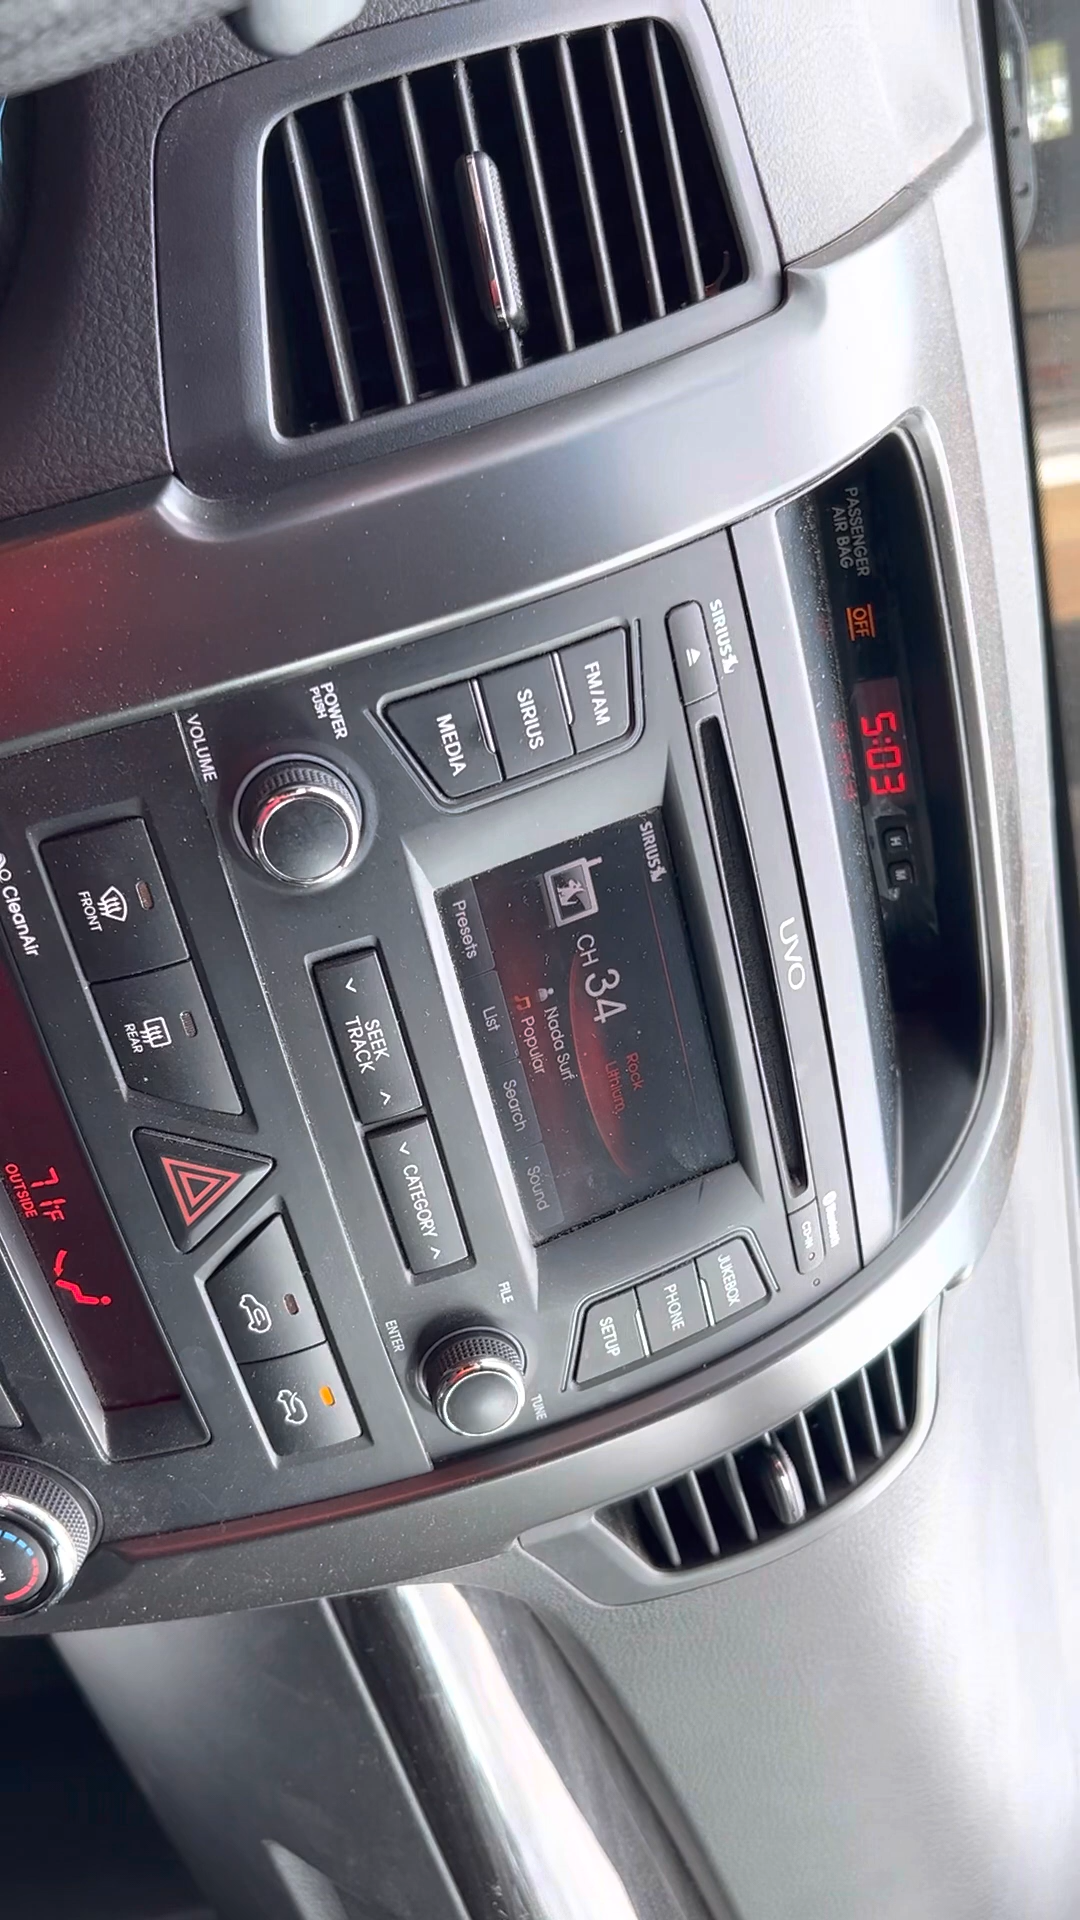 PASSENGER
AIR BAG
OFF
5:03
H
M
UVO
SIRIUS
Bluetooth
CD-IN
FM/AM
SIRIUS
MEDIA
SIRIUS
Rock
Lithium
CH 34
Nada Surf
Popular
Presets
List
Search
Sound
JUKEBOX
PHONE
SETUP
POWER
PUSH
VOLUME
SEEK
TRACK
CATEGORY
FILE
TUNE
ENTER
FRONT
REAR
CleanAir
71°F
OUTSIDE